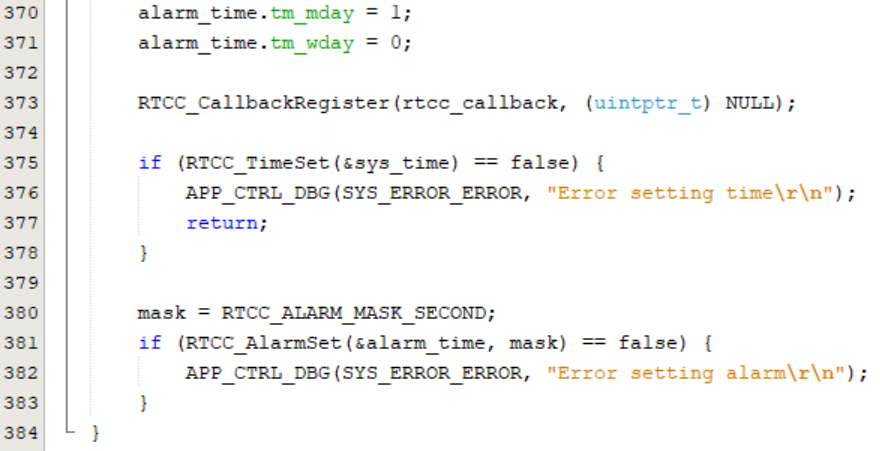 370 alarm_time.tm_mday = 1;
371 alarm_time.tm_wday = 0;
372
373 RTCC_CallbackRegister(rtcc_callback, (uintptr_t) NULL);
374
375 if (RTCC_TimeSet(&sys_time) == false) {
376 APP_CTRL_DBG(SYS_ERROR_ERROR, "Error setting time\r\n");
377 return;
378 }
379
380 mask = RTCC_ALARM_MASK_SECOND;
381 if (RTCC_AlarmSet(&alarm_time, mask) == false) {
382 APP_CTRL_DBG(SYS_ERROR_ERROR, "Error setting alarm\r\n");
383 }
384 }